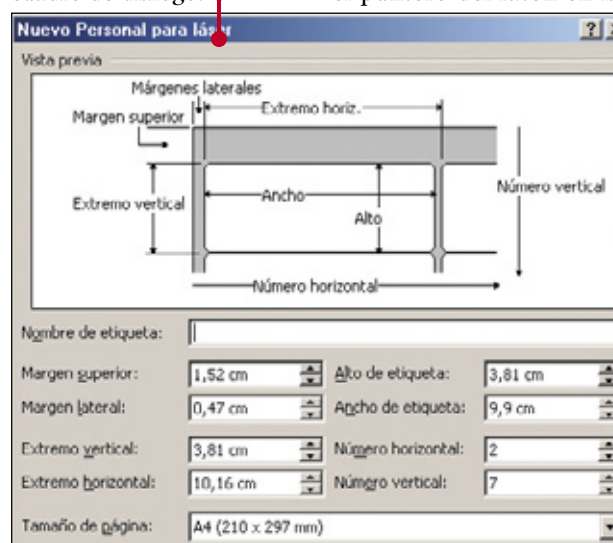 Nuevo Personal para láser
Vista previa
Márgenes laterales
Margen superior
Extremo horiz.
Extremo vertical
Ancho
Alto
Número vertical
Número horizontal
Nombre de etiqueta:
Margen superior: 1,52 cm Alto de etiqueta: 3,81 cm
Margen lateral: 0,47 cm Ancho de etiqueta: 9,9 cm
Extremo vertical: 3,81 cm Número horizontal: 2
Extremo horizontal: 10,16 cm Número vertical: 7
Tamaño de página: A4 (210 x 297 mm)